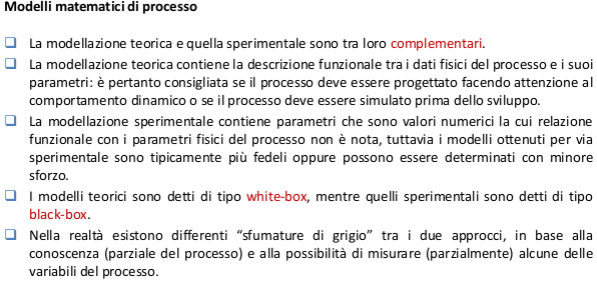 Modelli matematici di processo
❑ La modellazione teorica e quella sperimentale sono tra loro complementari.
❑ La modellazione teorica contiene la descrizione funzionale tra i dati fisici del processo e i suoi
parametri: è pertanto consigliata se il processo deve essere progettato facendo attenzione al
comportamento dinamico o se il processo deve essere simulato prima dello sviluppo.
❑ La modellazione sperimentale contiene parametri che sono valori numerici la cui relazione
funzionale con i parametri fisici del processo non è nota, tuttavia i modelli ottenuti per via
sperimentale sono tipicamente più fedeli oppure possono essere determinati con minore
sforzo.
❑ I modelli teorici sono detti di tipo white-box, mentre quelli sperimentali sono detti di tipo
black-box.
❑ Nella realtà esistono differenti “sfumature di grigio” tra i due approcci, in base alla
conoscenza (parziale del processo) e alla possibilità di misurare (parzialmente) alcune delle
variabili del processo.